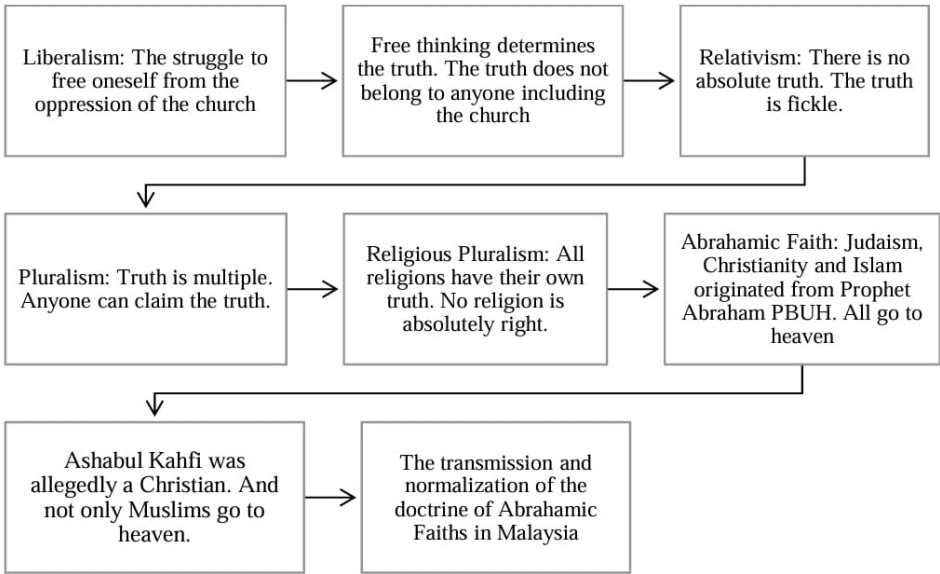 Liberalism: The struggle to
free oneself from the
oppression of the church
Free thinking determines
the truth. The truth does not
belong to anyone including
the church
Relativism: There is no
absolute truth. The truth
is fickle.
Pluralism: Truth is multiple.
Anyone can claim the truth.
Religious Pluralism: All
religions have their own
truth. No religion is
absolutely right.
Abrahamic Faith: Judaism,
Christianity and Islam
originated from Prophet
Abraham PBUH. All go to
heaven
Ashabul Kahfi was
allegedly a Christian. And
not only Muslims go to
heaven.
The transmission and
normalization of the
doctrine of Abrahamic
Faiths in Malaysia